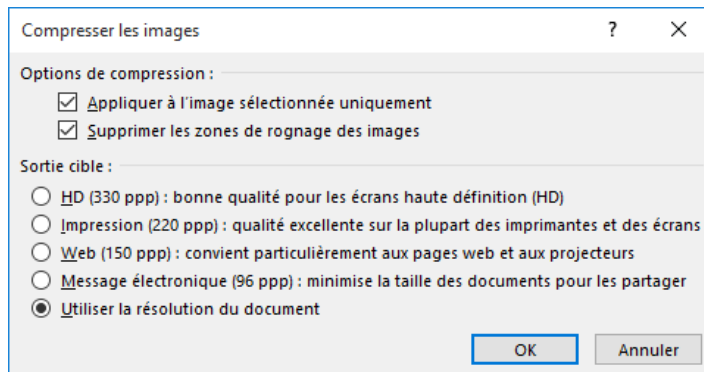 Compresser les images ? X
Options de compression :
Appliquer à l'image sélectionnée uniquement
Supprimer les zones de rognage des images
Sortie cible :
HD (330 ppp) : bonne qualité pour les écrans haute définition (HD)
Impression (220 ppp) : qualité excellente sur la plupart des imprimantes et des écrans
Web (150 ppp) : convient particulièrement aux pages web et aux projecteurs
Message électronique (96 ppp) : minimise la taille des documents pour les partager
Utiliser la résolution du document
OK Annuler